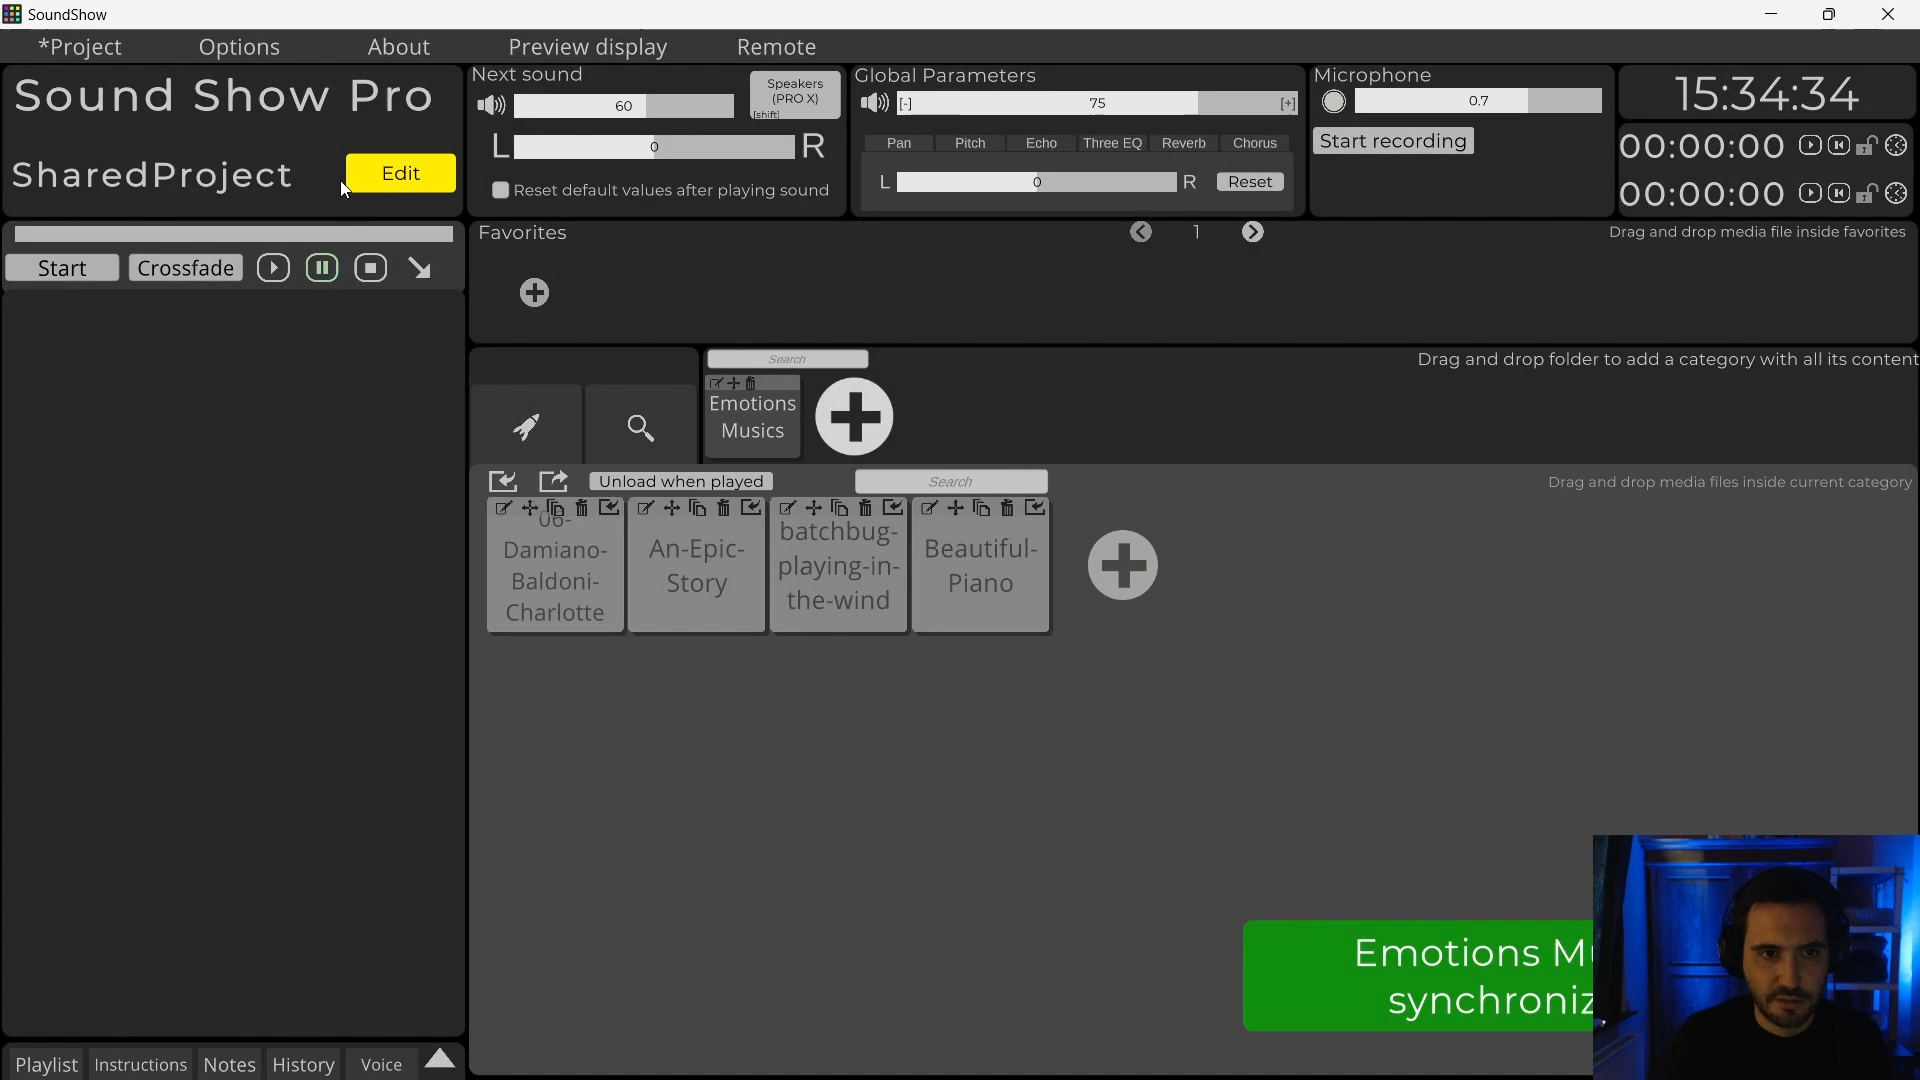 SoundShow
*Project
Options
About
Preview display
Remote
Sound Show Pro
SharedProject
Edit
Next sound
60
Speakers
(PRO X)
[shift]
L
0
R
Reset default values after playing sound
Global Parameters
[-]
75
[+]
Pan
Pitch
Echo
Three EQ
Reverb
Chorus
L
0
R
Reset
Microphone
0.7
Start recording
15:34:34
00:00:00
00:00:00
Start
Crossfade
Favorites
1
Drag and drop media file inside favorites
Search
Drag and drop folder to add a category with all its content
Emotions
Musics
Unload when played
Search
Drag and drop media files inside current category
06-
Damiano-
Baldoni-
Charlotte
An-Epic-
Story
batchbug-
playing-in-
the-wind
Beautiful-
Piano
Emotions
synchroniz
Playlist
Instructions
Notes
History
Voice